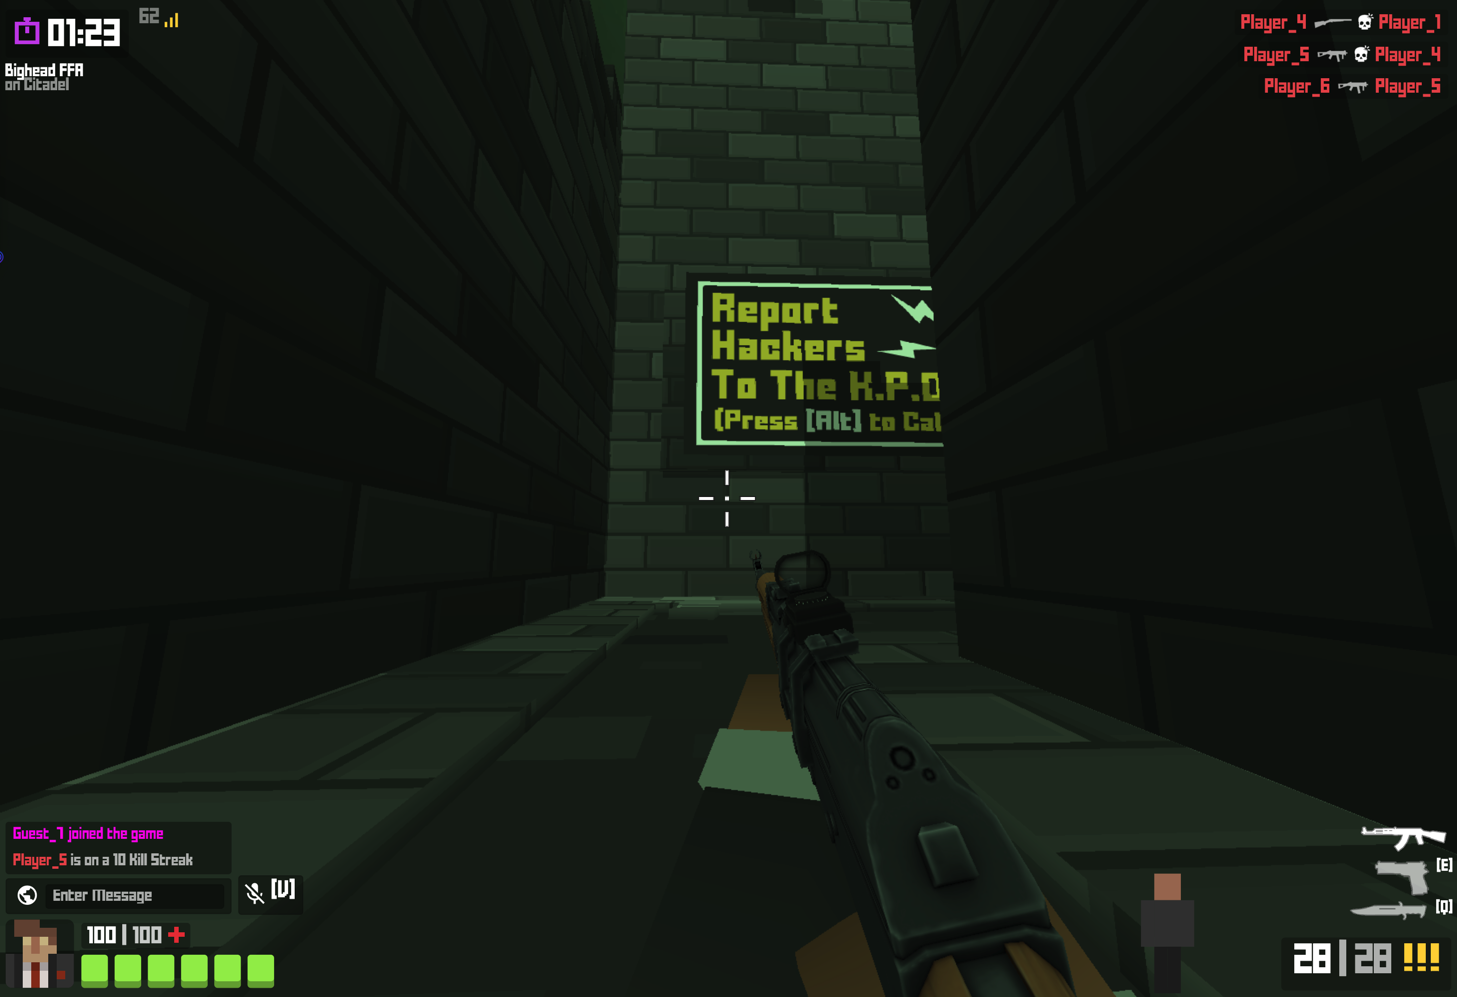 01:23
62
Bighead FFA
on Citadel
Player_4 Player_1
Player_5 Player_4
Player_6 Player_5
Report
Hackers
To The K.P.D
(Press [Alt] to Cal
Guest_7 joined the game
Player_5 is on a 10 Kill Streak
Enter Message
[V]
100 | 100 +
[E]
[Q]
28 | 28 !!!